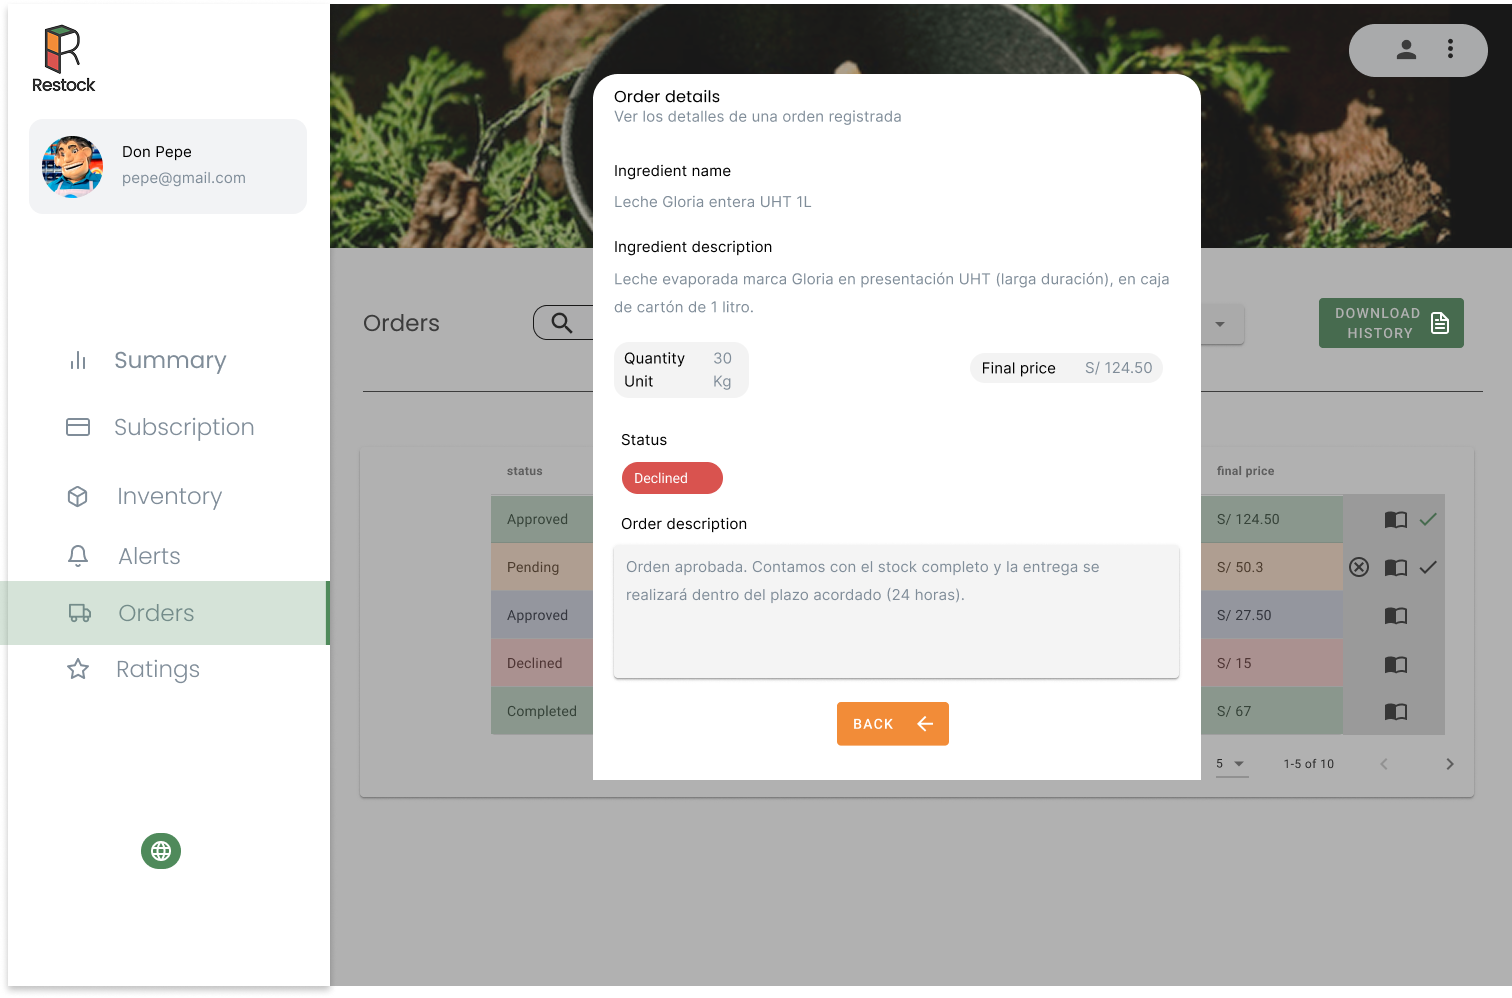 Restock
Don Pepe
pepe@gmail.com
Summary
Subscription
Inventory
Alerts
Orders
Ratings
Orders
DOWNLOAD
HISTORY
Order details
Ver los detalles de una orden registrada
Ingredient name
Leche Gloria entera UHT 1L
Ingredient description
Leche evaporada marca Gloria en presentación UHT (larga duración), en caja
de cartón de 1 litro.
Quantity 30
Unit Kg
Final price S/ 124.50
Status
Declined
Order description
Orden aprobada. Contamos con el stock completo y la entrega se
realizará dentro del plazo acordado (24 horas).
BACK
status final price
Approved S/ 124.50
Pending S/ 50.3
Approved S/ 27.50
Declined S/ 15
Completed S/ 67
5 1-5 of 10